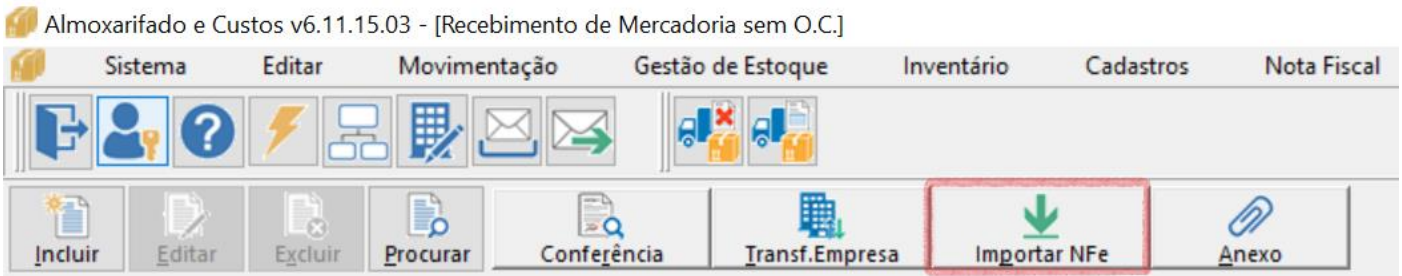 Almoxarifado e Custos v6.11.15.03 - [Recebimento de Mercadoria sem O.C.]
Sistema Editar Movimentação Gestão de Estoque Inventário Cadastros Nota Fiscal
?
Incluir Editar Excluir Procurar Conferência Transf.Empresa Importar NFe Anexo